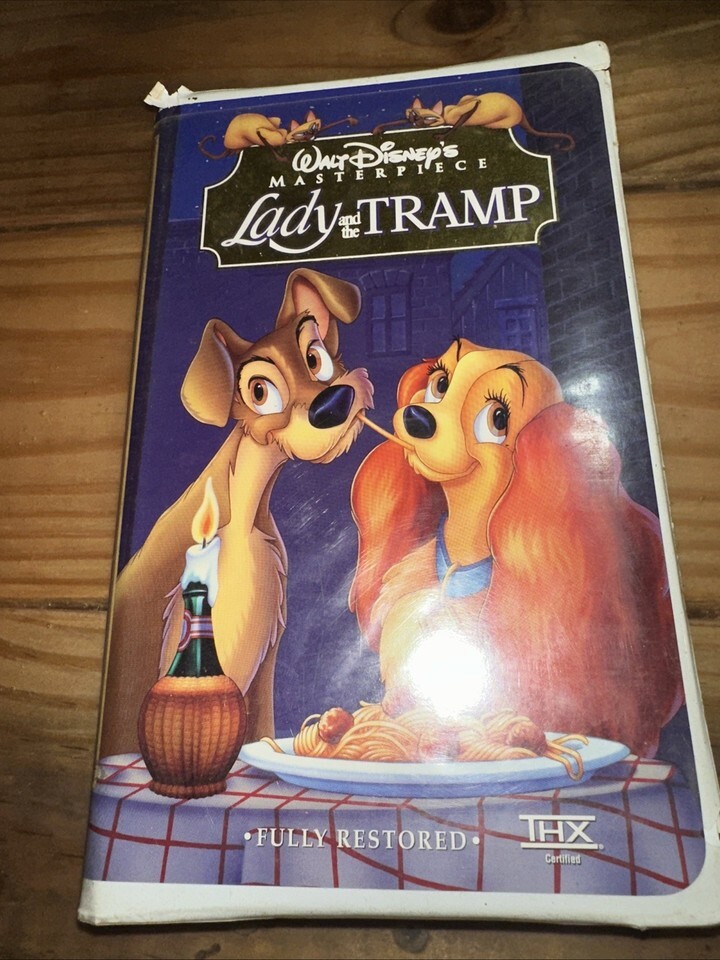 WALT DISNEY'S
MASTERPIECE
Lady and the TRAMP
•FULLY RESTORED•
THX®
Certified